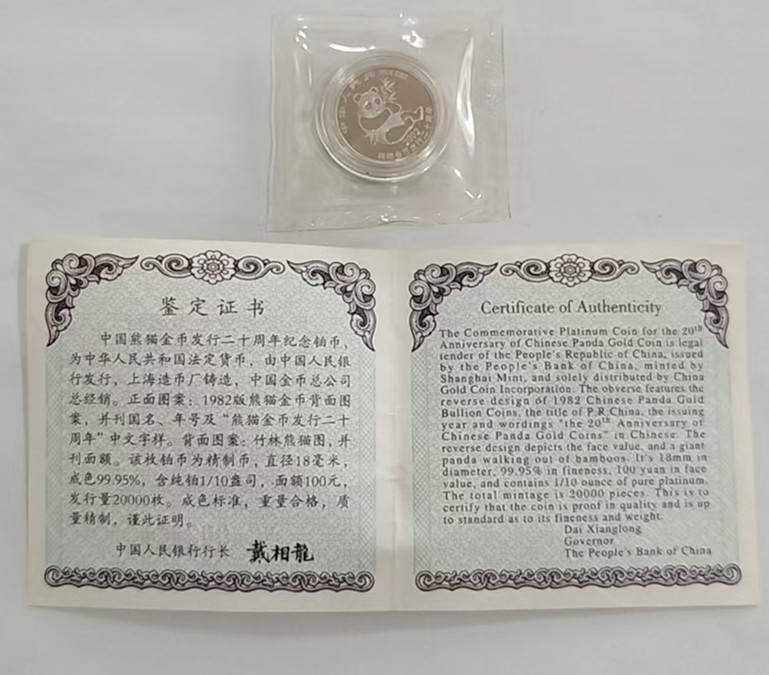 中华人民共和国
2002
鉴定证书
中国熊猫金币发行二十周年纪念铂币,
为中华人民共和国法定货币，由中国人民银
行发行，上海造币厂铸造，中国金币总公司
总经销。正面图案：1982版熊猫金币背面图
案，并刊国名、年号及“熊猫金币发行二十
周年”中文字样。背面图案：竹林熊猫图，并
刊面额。该枚铂币为精制币，直径18毫米，
成色99.95%，含纯铂1/10盎司，面额100元，
发行量20000枚。成色标准，重量合格，质
量精制，谨此证明。
中国人民银行行长 戴相龍
Certificate of Authenticity
The Commemorative Platinum Coin for the 20th
Anniversary of Chinese Panda Gold Coin is legal
tender of the People's Republic of China, issued
by the People's Bank of China, minted by
Shanghai Mint, and solely distributed by China
Gold Coin Incorporation. The obverse features the
reverse design of 1982 Chinese Panda Gold
Bullion Coins, the title of P.R.China, the issuing
year and wordings "the 20th Anniversary of
Chinese Panda Gold Coins" in Chinese. The
reverse design depicts the face value, and a giant
panda walking out of bamboos. It's 18mm in
diameter, 99.95% in fineness, 100 yuan in face
value, and contains 1/10 ounce of pure platinum.
The total mintage is 20000 pieces. This is to
certify that the coin is proof in quality and is up
to standard as to its fineness and weight.
Dai Xianglong
Governor
The People's Bank of China